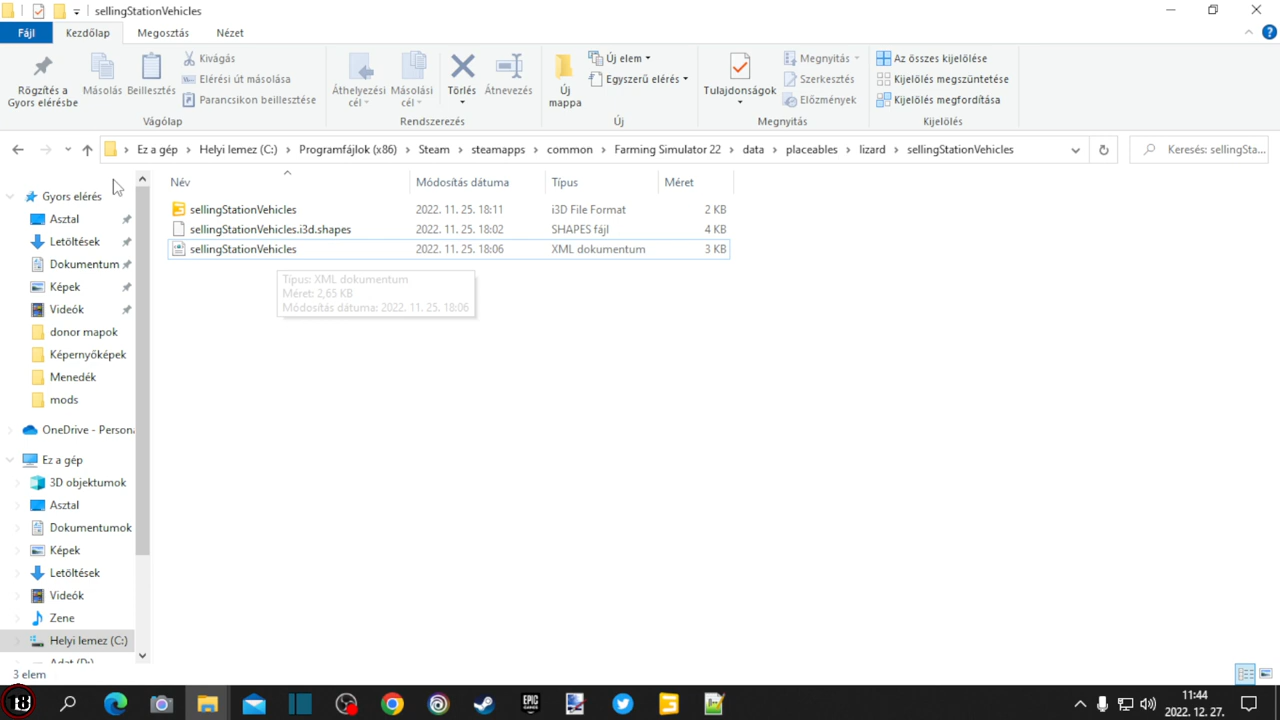 sellingStationVehicles
Fájl Kezdőlap Megosztás Nézet
Rögzítés a Gyors elérésbe
Másolás
Beillesztés
Kivágás
Elérési út másolása
Parancsikon beillesztése
Vágólap
Áthelyezési cél
Másolási cél
Törlés
Átnevezés
Rendszerezés
Új mappa
Új elem
Egyszerű elérés
Új
Tulajdonságok
Megnyitás
Szerkesztés
Előzmények
Megnyitás
Az összes kijelölése
Kijelölés megszüntetése
Kijelölés megfordítása
Kijelölés
Ez a gép Helyi lemez (C:) Programfájlok (x86) Steam steamapps common Farming Simulator 22 data placeables lizard sellingStationVehicles
Keresés: sellingSta...
Név Módosítás dátuma Típus Méret
sellingStationVehicles 2022. 11. 25. 18:11 i3D File Format 2 KB
sellingStationVehicles.i3d.shapes 2022. 11. 25. 18:02 SHAPES fájl 4 KB
sellingStationVehicles 2022. 11. 25. 18:06 XML dokumentum 3 KB
Típus: XML dokumentum
Méret: 2,65 KB
Módosítás dátuma: 2022. 11. 25. 18:06
Gyors elérés
Asztal
Letöltések
Dokumentum
Képek
Videók
donor mapok
Képernyőképek
Menedék
mods
OneDrive - Person
Ez a gép
3D objektumok
Asztal
Dokumentumok
Képek
Letöltések
Videók
Zene
Helyi lemez (C:)
Adat (D:)
3 elem
EPIC GAMES
11:44
2022. 12. 27.